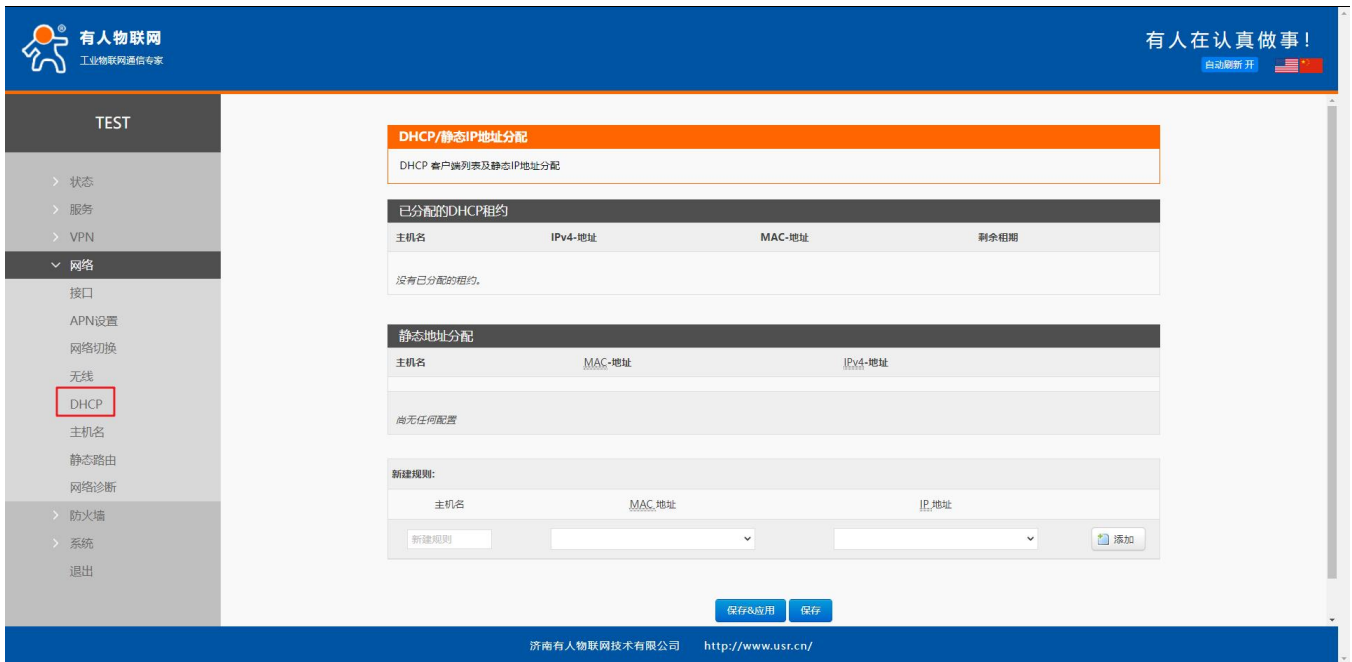 有人物联网
工业物联网通信专家
有人在认真做事!
自动刷新 开
TEST
状态
服务
VPN
网络
接口
APN设置
网络切换
无线
DHCP
主机名
静态路由
网络诊断
防火墙
系统
退出
DHCP/静态IP地址分配
DHCP 客户端列表及静态IP地址分配
已分配的DHCP租约
主机名 IPv4-地址 MAC-地址 剩余租期
没有已分配的租约。
静态地址分配
主机名 MAC-地址 IPv4-地址
尚无任何配置
新建规则:
主机名 MAC 地址 IP 地址
新建规则 添加
保存&应用 保存
济南有人物联网技术有限公司 http://www.usr.cn/